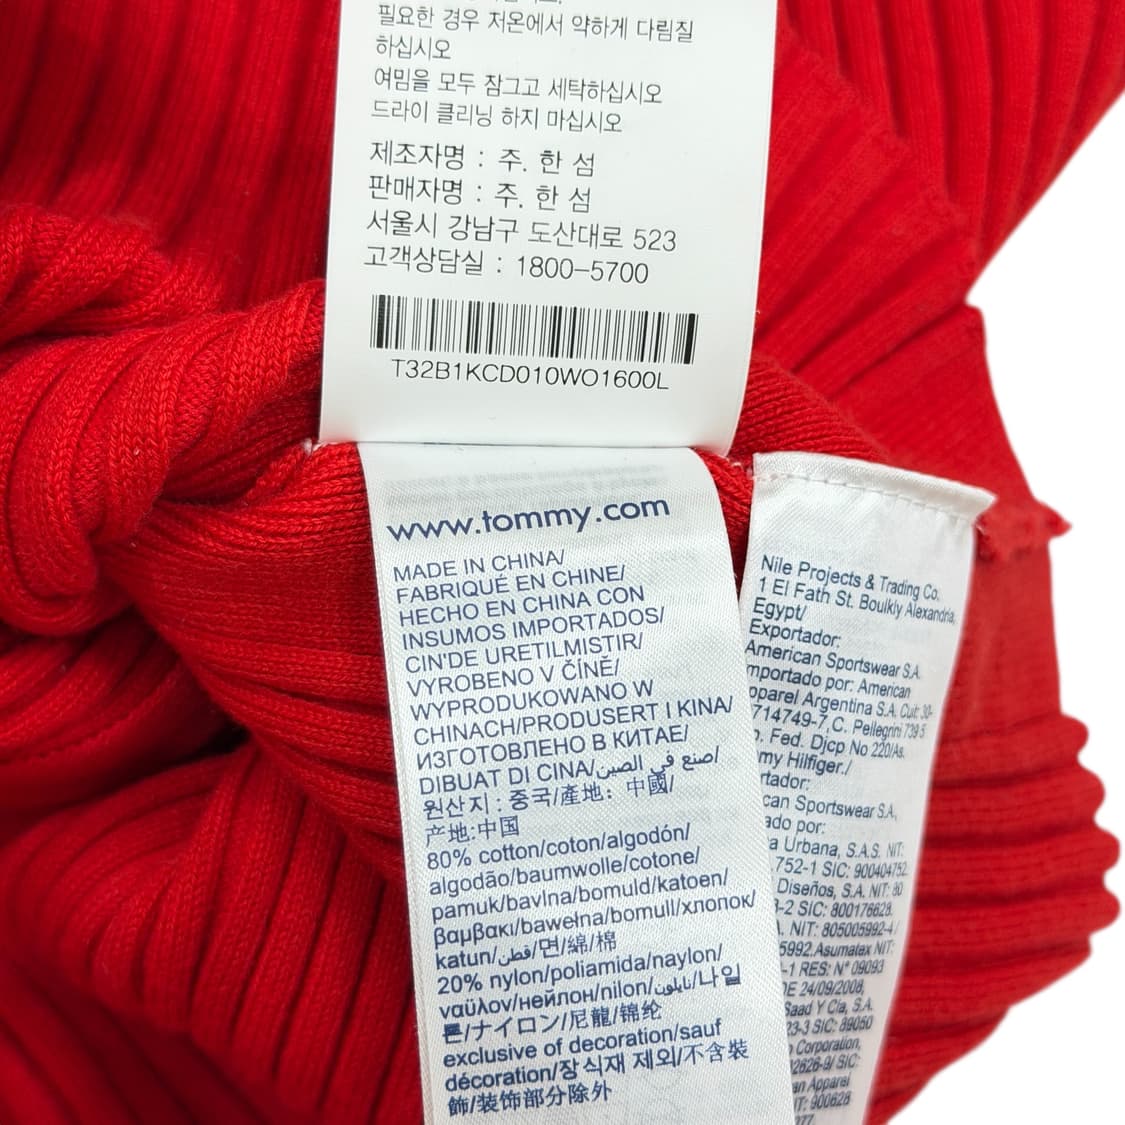 필요한 경우 저온에서 약하게 다림질
하십시오
여밈을 모두 잠그고 세탁하십시오
드라이 클리닝 하지 마십시오
제조자명 : 주. 한 섬
판매자명 : 주. 한 섬
서울시 강남구 도산대로 523
고객상담실 : 1800-5700
T32B1KCD010WO1600L
www.tommy.com
MADE IN CHINA/
FABRIQUÉ EN CHINE/
HECHO EN CHINA CON
INSUMOS IMPORTADOS/
CIN'DE URETILMISTIR/
VYROBENO V ČÍNĚ/
WYPRODUKOWANO W
CHINACH/PRODUSERT I KINA/
ИЗГОТОВЛЕНО В КИТАЕ/
DIBUAT DI CINA/صنع في الصين/
원산지 : 중국/產地: 中國/
产地:中国
80% cotton/coton/algodón/
algodão/baumwolle/cotone/
pamuk/bavlna/bomuld/katoen/
βαμβακι/bawełna/bomull/хлопок/
katun/قطن/면/綿/棉
20% nylon/poliamida/naylon/
ναϋλον/нейлон/nilon/نايلون/나일
론/ナイロン/尼龍/锦纶
exclusive of decoration/sauf
décoration/장식재 제외/不含裝
飾/装饰部分除外
Nile Projects & Trading Co.
1 El Fath St. Boulkly Alexandria,
Egypt/
Exportador:
American Sportswear S.A.
mportado por: American
pparel Argentina S.A. Cuit: 30-
714749-7, C. Pellegrini 739 5
. Fed. Djcp No 220/As.
my Hilfiger./
rtador:
can Sportswear S.A.
ado por:
a Urbana, S.A.S. NIT:
.752-1 SIC: 900404752.
Diseños, S.A. NIT: 80
-2 SIC: 800176628.
. NIT: 805005992-4/
5992.Asumatex NIT:
-1 RES: N° 09093
DE 24/09/2008,
Saad Y Cía, S.A.
23-3 SIC: 89050
Corporation,
2626-9/ SIC:
an Apparel
IT: 900628
077.